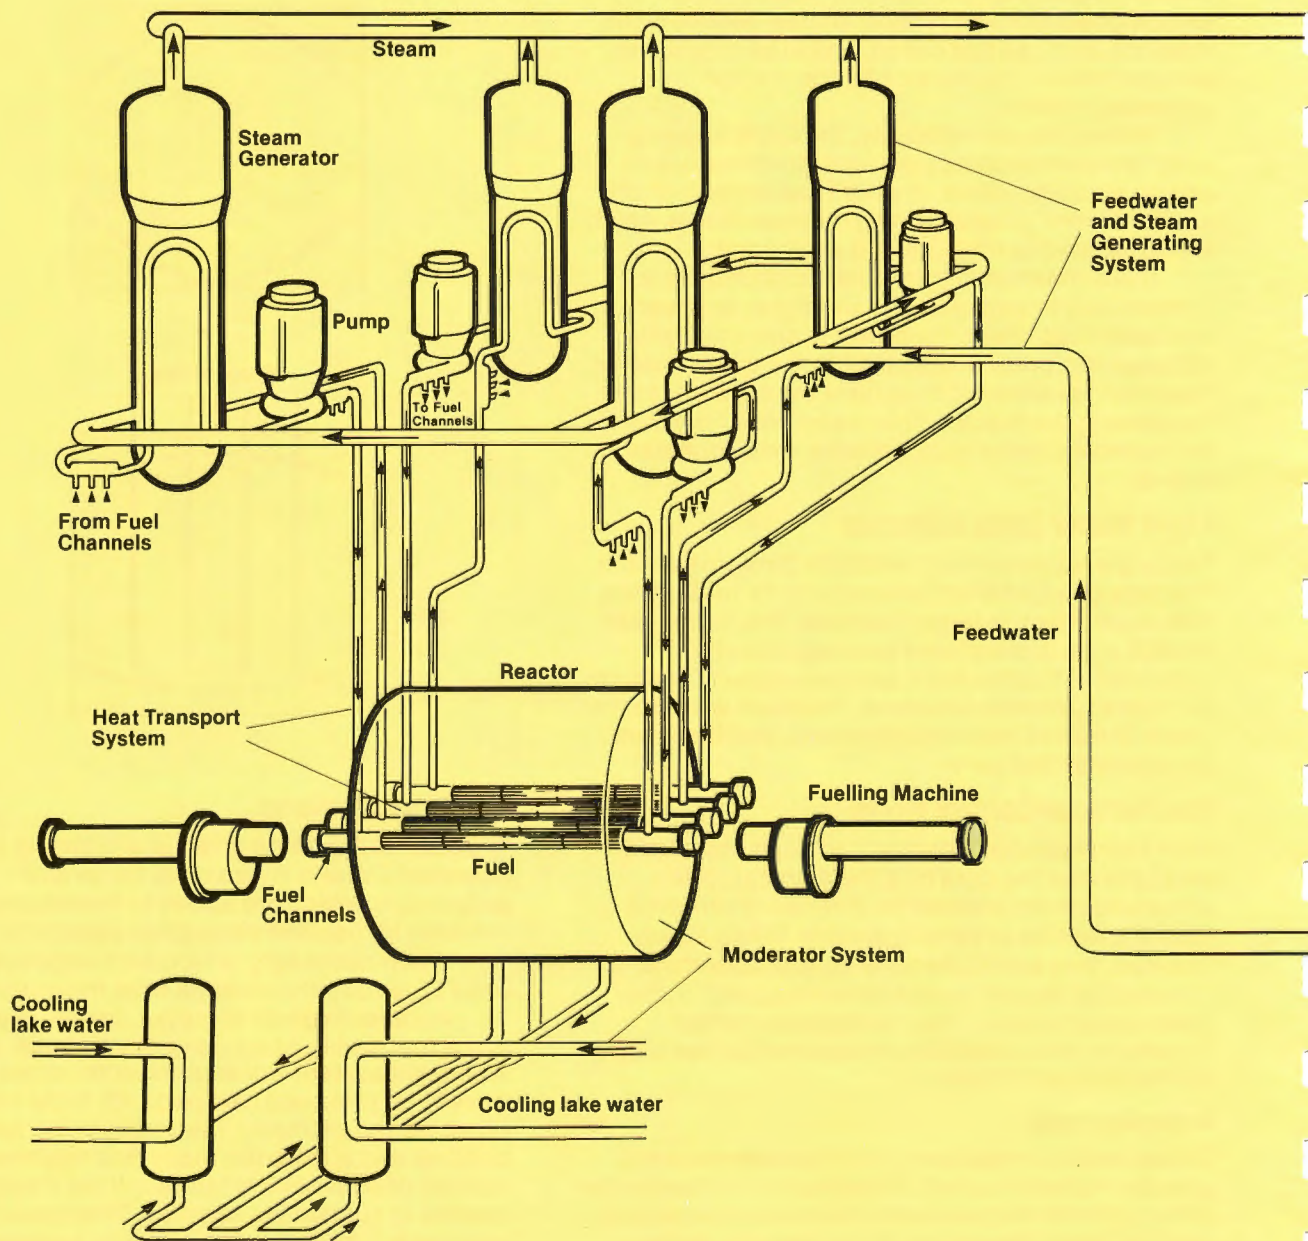 Steam
Steam
Generator
Feedwater
and Steam
Generating
System
Pump
To Fuel
Channels
From Fuel
Channels
Feedwater
Reactor
Heat Transport
System
Fuelling Machine
Fuel
Fuel
Channels
Moderator System
Cooling
lake water
Cooling lake water